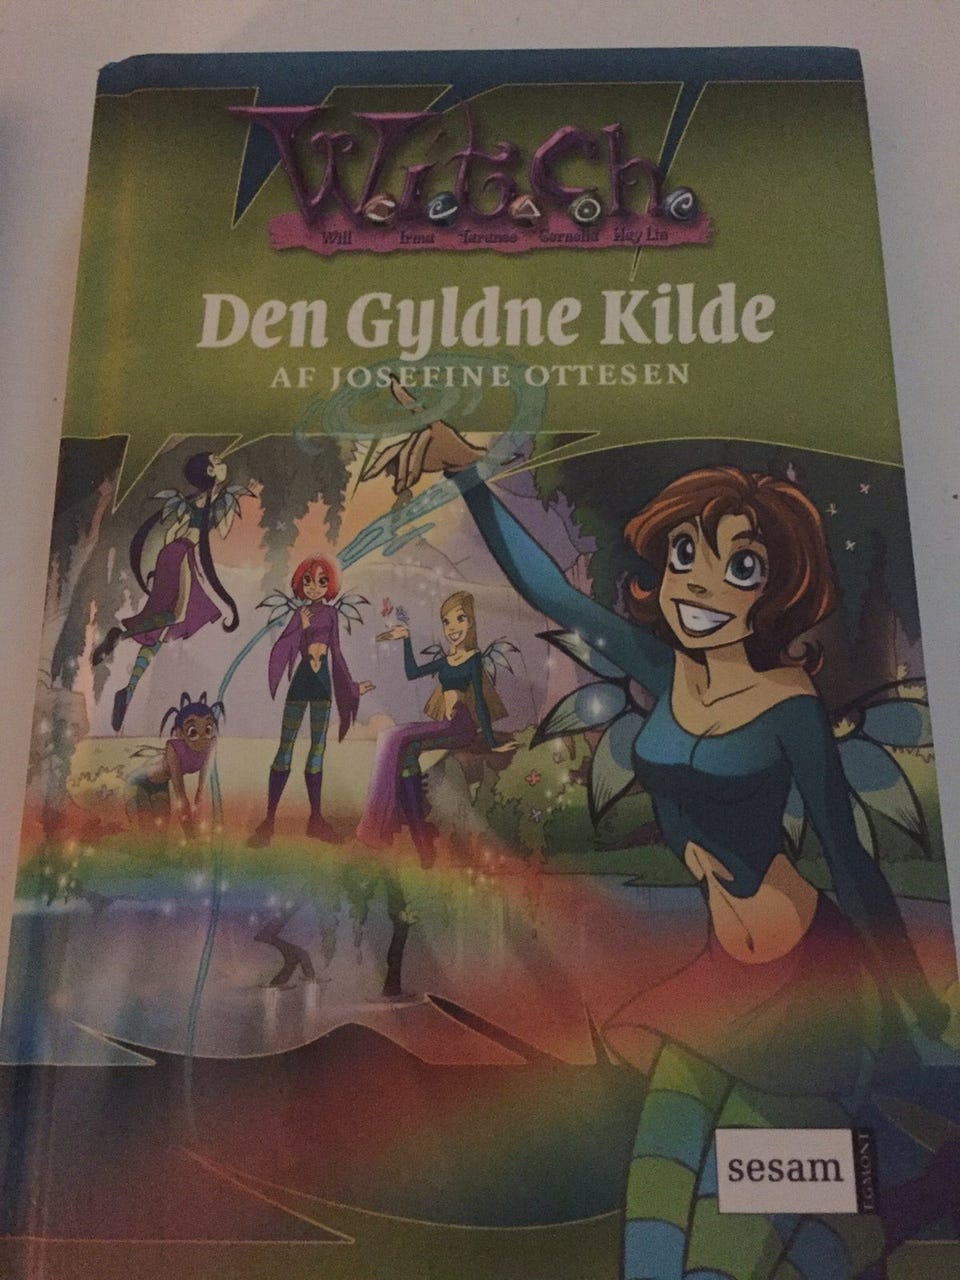 W.i.t.c.h.
Will Irma Taranee Cornelia Hay Lin
Den Gyldne Kilde
AF JOSEFINE OTTESEN
sesam
EGMONT